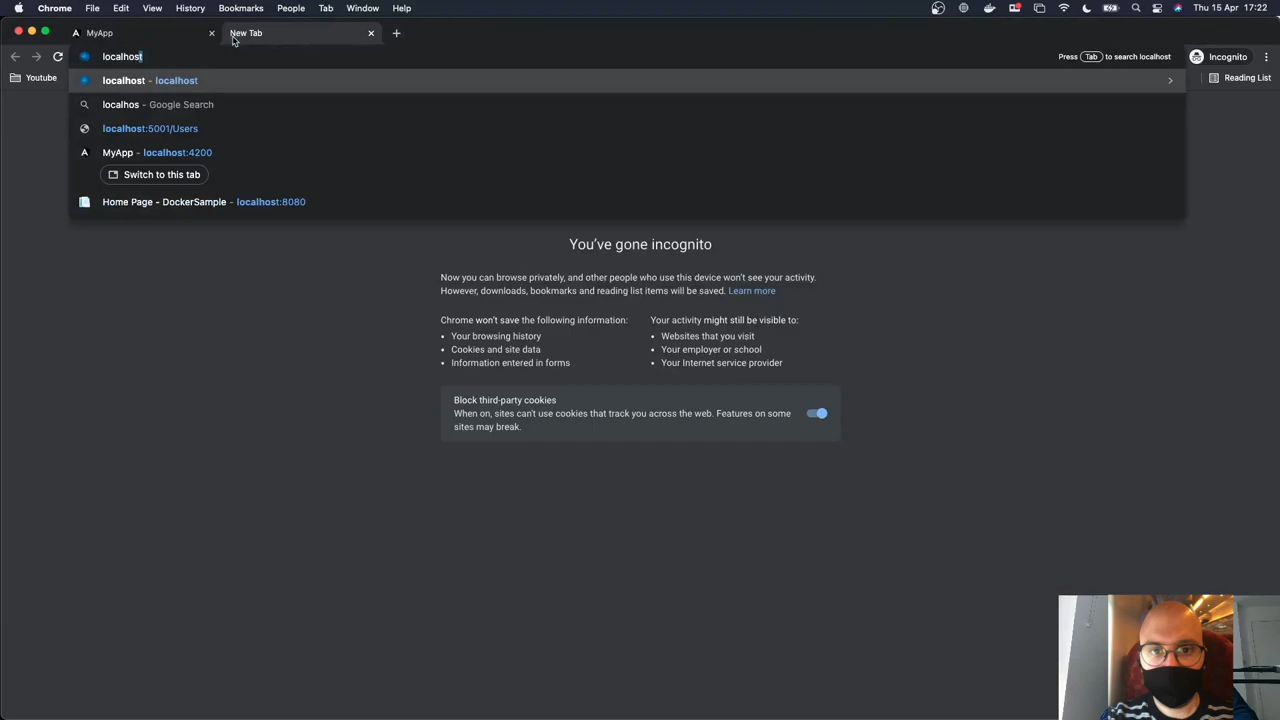 Chrome File Edit View History Bookmarks People Tab Window Help Thu 15 Apr 17:22
MyApp New Tab
localhost Press Tab to search localhost Incognito
Youtube Reading List
localhost - localhost
localhos - Google Search
localhost:5001/Users
MyApp - localhost:4200
Switch to this tab
Home Page - DockerSample - localhost:8080
You've gone incognito
Now you can browse privately, and other people who use this device won't see your activity.
However, downloads, bookmarks and reading list items will be saved. Learn more
Chrome won't save the following information:
• Your browsing history
• Cookies and site data
• Information entered in forms
Your activity might still be visible to:
• Websites that you visit
• Your employer or school
• Your Internet service provider
Block third-party cookies
When on, sites can't use cookies that track you across the web. Features on some
sites may break.